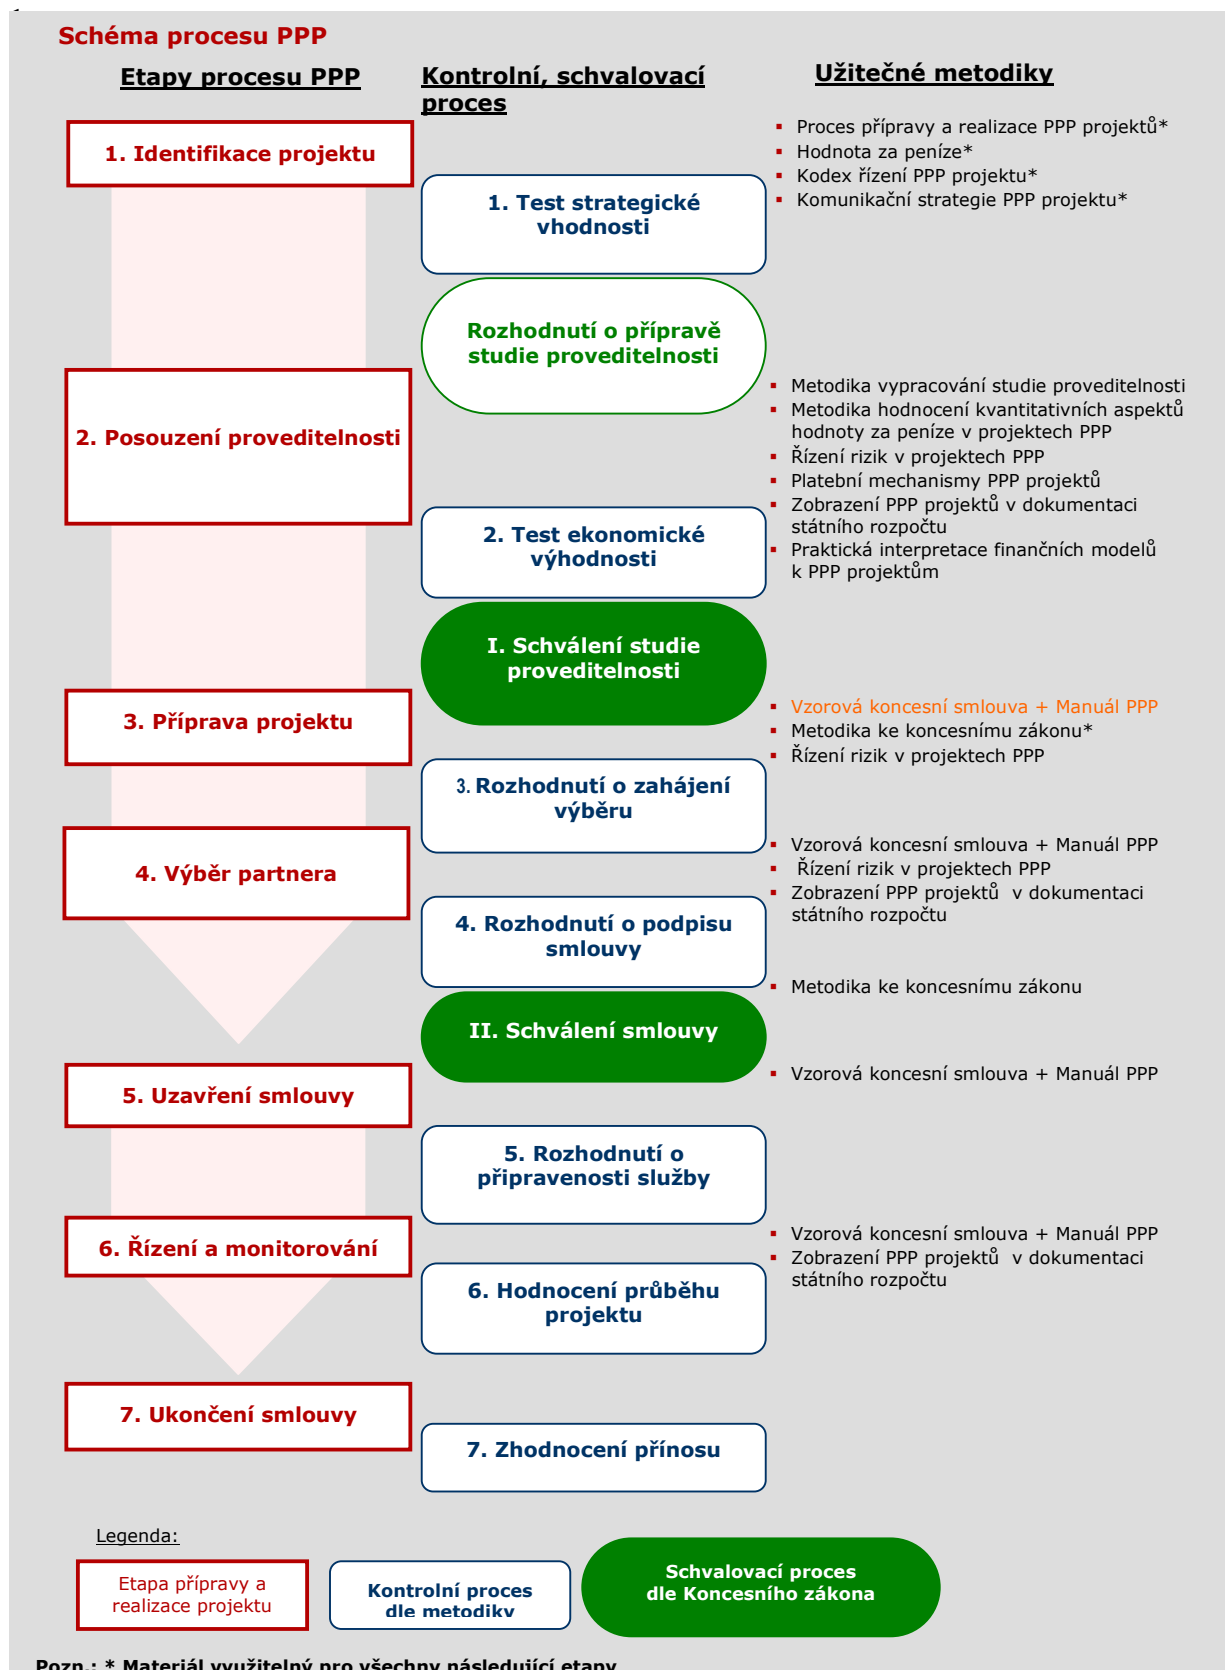 Schéma procesu PPP
Etapy procesu PPP
Kontrolní, schvalovací
proces
Užitečné metodiky
1. Identifikace projektu
▪ Proces přípravy a realizace PPP projektů*
▪ Hodnota za peníze*
▪ Kodex řízení PPP projektu*
▪ Komunikační strategie PPP projektu*
1. Test strategické
vhodnosti
Rozhodnutí o přípravě
studie proveditelnosti
2. Posouzení proveditelnosti
▪ Metodika vypracování studie proveditelnosti
▪ Metodika hodnocení kvantitativních aspektů
hodnoty za peníze v projektech PPP
▪ Řízení rizik v projektech PPP
▪ Platební mechanismy PPP projektů
▪ Zobrazení PPP projektů v dokumentaci
státního rozpočtu
▪ Praktická interpretace finančních modelů
k PPP projektům
2. Test ekonomické
výhodnosti
I. Schválení studie
proveditelnosti
3. Příprava projektu
▪ Vzorová koncesní smlouva + Manuál PPP
▪ Metodika ke koncesnímu zákonu*
▪ Řízení rizik v projektech PPP
3. Rozhodnutí o zahájení
výběru
4. Výběr partnera
▪ Vzorová koncesní smlouva + Manuál PPP
▪ Řízení rizik v projektech PPP
▪ Zobrazení PPP projektů v dokumentaci
státního rozpočtu
4. Rozhodnutí o podpisu
smlouvy
▪ Metodika ke koncesnímu zákonu
II. Schválení smlouvy
5. Uzavření smlouvy
▪ Vzorová koncesní smlouva + Manuál PPP
5. Rozhodnutí o
připravenosti služby
6. Řízení a monitorování
▪ Vzorová koncesní smlouva + Manuál PPP
▪ Zobrazení PPP projektů v dokumentaci
státního rozpočtu
6. Hodnocení průběhu
projektu
7. Ukončení smlouvy
7. Zhodnocení přínosu
Legenda:
Etapa přípravy a
realizace projektu
Kontrolní proces
dle metodiky
Schvalovací proces
dle Koncesního zákona
Pozn.: * Materiál využitelný pro všechny následující etapy